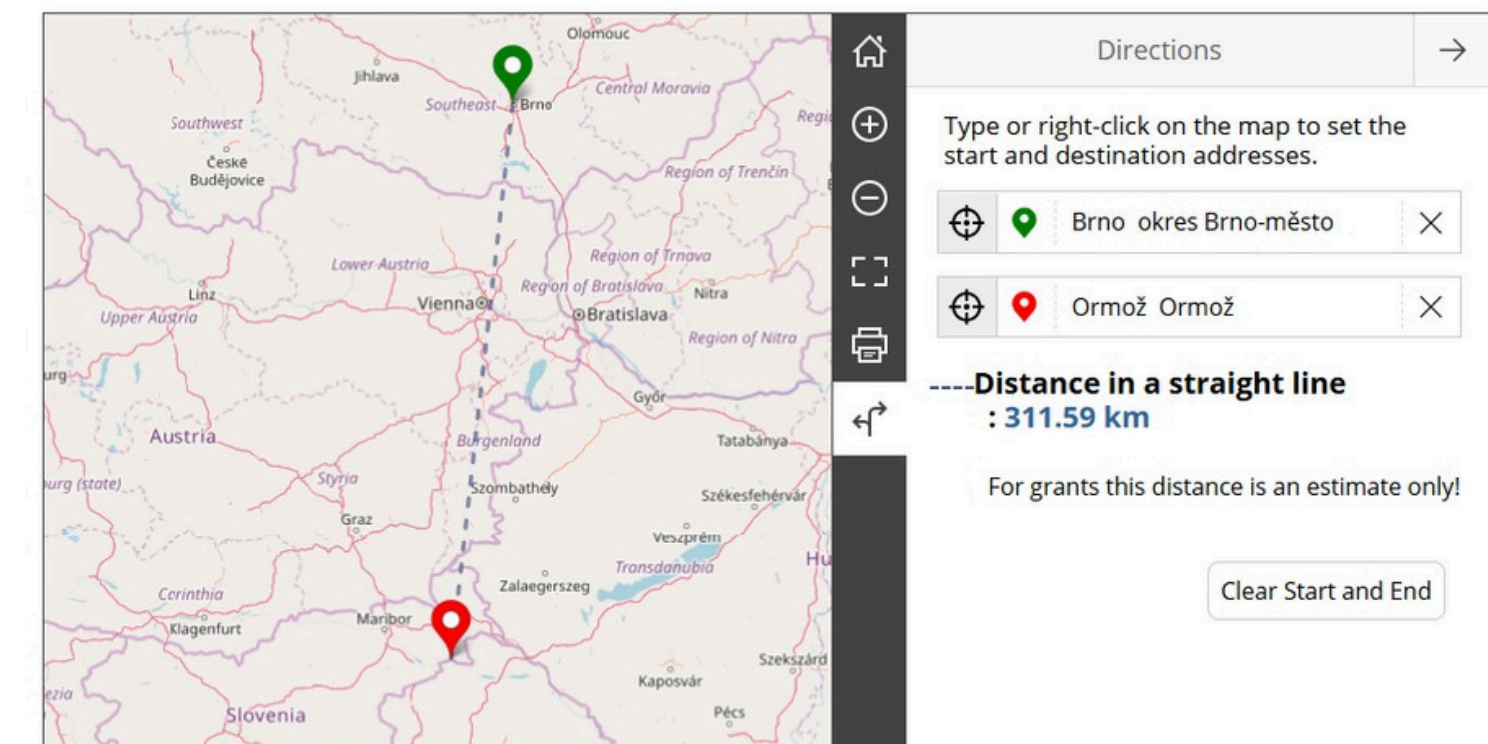 Olomouc
Jihlava
Southeast
Brno
Central Moravia
Regi
Southwest
České
Budějovice
Region of Trenčín
Lower Austria
Region of Trnava
Linz
Vienna
Region of Bratislava
Nitra
Upper Austria
Bratislava
Region of Nitra
urg
Győr
Austria
Burgenland
Tatabánya
urg (state)
Styria
Szombathely
Székesfehérvár
Graz
Veszprém
Transdanubia
Hu
Zalaegerszeg
Carinthia
Maribor
Klagenfurt
Szekszárd
Kaposvár
ezia
Slovenia
Pécs
Directions
Type or right-click on the map to set the
start and destination addresses.
Brno okres Brno-město
Ormož Ormož
----Distance in a straight line
: 311.59 km
For grants this distance is an estimate only!
Clear Start and End